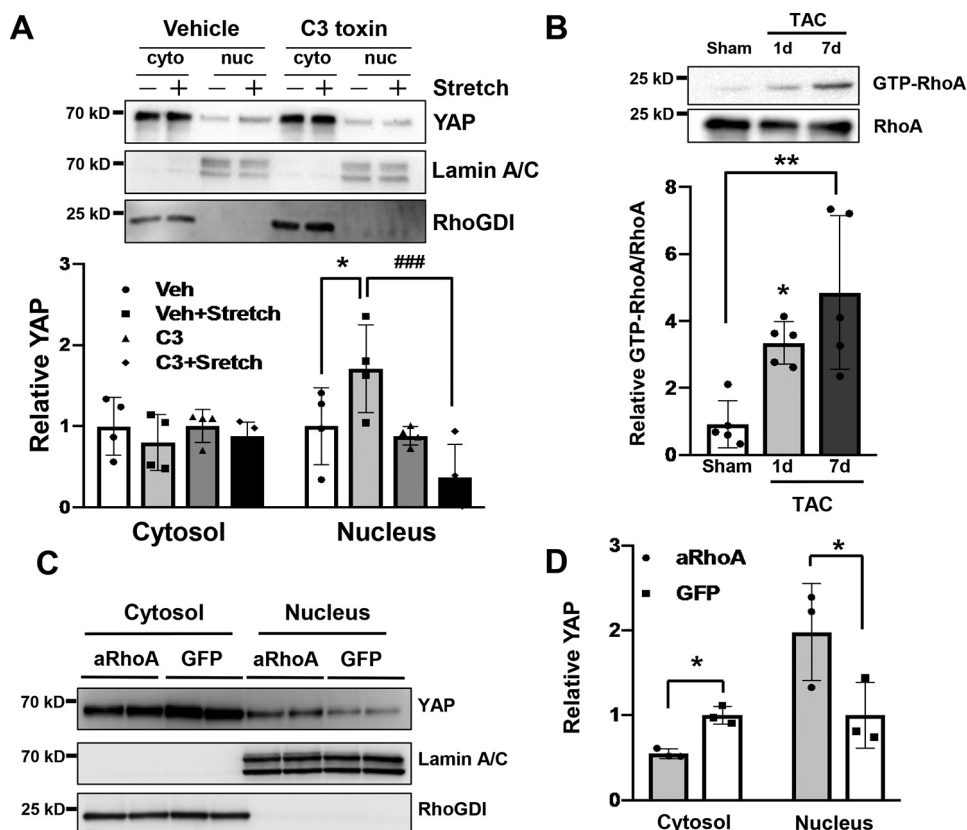 A
Vehicle C3 toxin
cyto nuc cyto nuc
— + — + — + — + Stretch
70 kD YAP
70 kD Lamin A/C
25 kD RhoGDI
Relative YAP
3
2
1
0
* ###
Veh
Veh+Stretch
C3
C3+Sretch
Cytosol Nucleus
B
TAC
Sham 1d 7d
25 kD GTP-RhoA
25 kD RhoA
Relative GTP-RhoA/RhoA
8
6
4
2
0
**
*
Sham 1d 7d
TAC
C
Cytosol Nucleus
aRhoA GFP aRhoA GFP
70 kD YAP
70 kD Lamin A/C
25 kD RhoGDI
D
Relative YAP
3
2
1
0
aRhoA
GFP
* *
Cytosol Nucleus